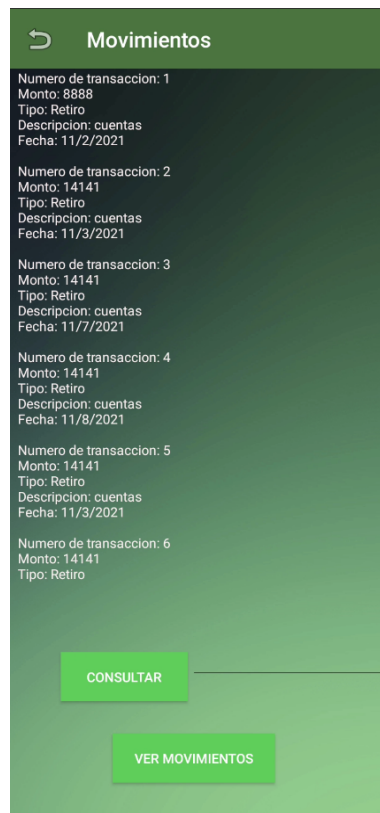 Movimientos
Numero de transaccion: 1
Monto: 8888
Tipo: Retiro
Descripcion: cuentas
Fecha: 11/2/2021
Numero de transaccion: 2
Monto: 14141
Tipo: Retiro
Descripcion: cuentas
Fecha: 11/3/2021
Numero de transaccion: 3
Monto: 14141
Tipo: Retiro
Descripcion: cuentas
Fecha: 11/7/2021
Numero de transaccion: 4
Monto: 14141
Tipo: Retiro
Descripcion: cuentas
Fecha: 11/8/2021
Numero de transaccion: 5
Monto: 14141
Tipo: Retiro
Descripcion: cuentas
Fecha: 11/3/2021
Numero de transaccion: 6
Monto: 14141
Tipo: Retiro
CONSULTAR
VER MOVIMIENTOS